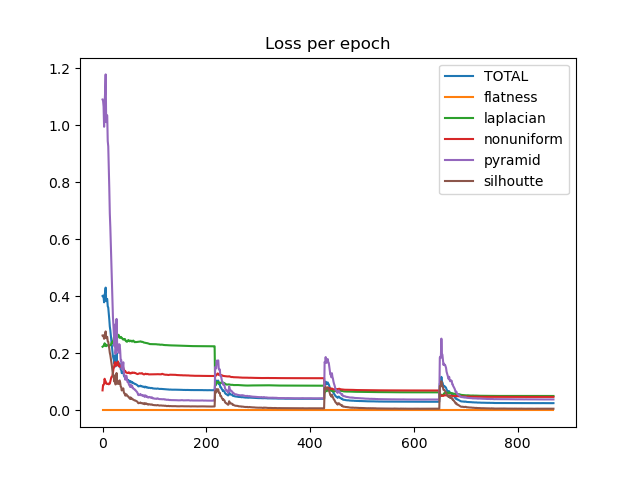 Loss per epoch
1.2
1.0
0.8
0.6
0.4
0.2
0.0
0
200
400
600
800
TOTAL
flatness
laplacian
nonuniform
pyramid
silhoutte